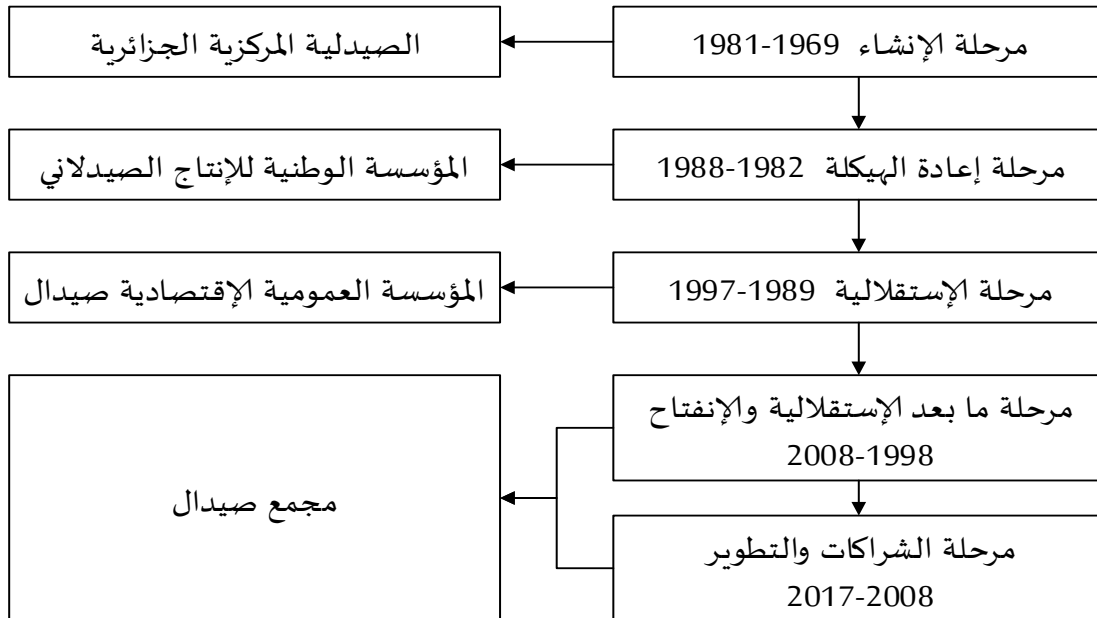 مرحلة الإنشاء 1969-1981
الصيدلية المركزية الجزائرية
مرحلة إعادة الهيكلة 1982-1988
المؤسسة الوطنية للإنتاج الصيدلاني
مرحلة الإستقلالية 1989-1997
المؤسسة العمومية الإقتصادية صيدال
مرحلة ما بعد الإستقلالية والإنفتاح
1998-2008
مرحلة الشراكات والتطوير
2008-2017
مجمع صيدال